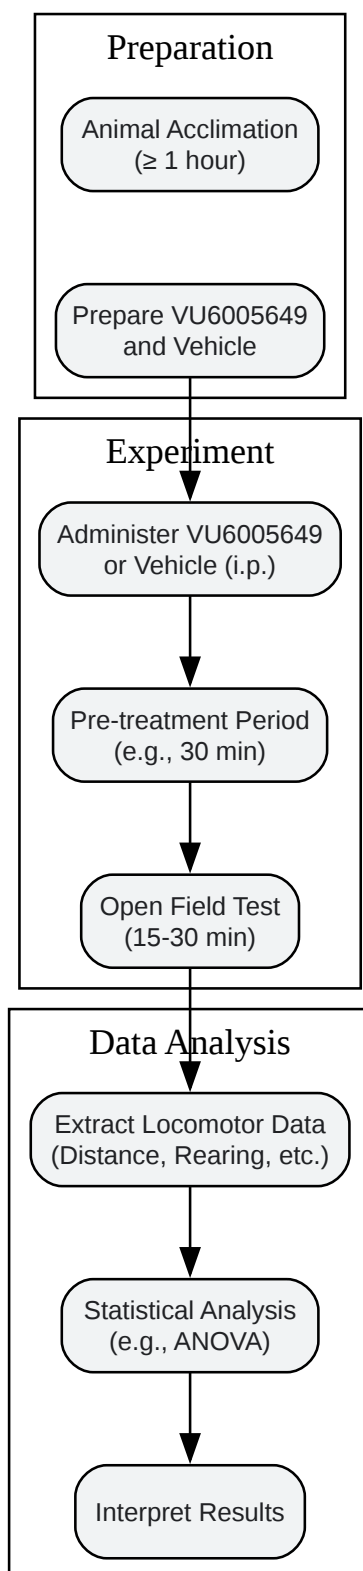 Preparation
Animal Acclimation
(≥ 1 hour)
Prepare VU6005649
and Vehicle
Experiment
Administer VU6005649
or Vehicle (i.p.)
Pre-treatment Period
(e.g., 30 min)
Open Field Test
(15-30 min)
Data Analysis
Extract Locomotor Data
(Distance, Rearing, etc.)
Statistical Analysis
(e.g., ANOVA)
Interpret Results